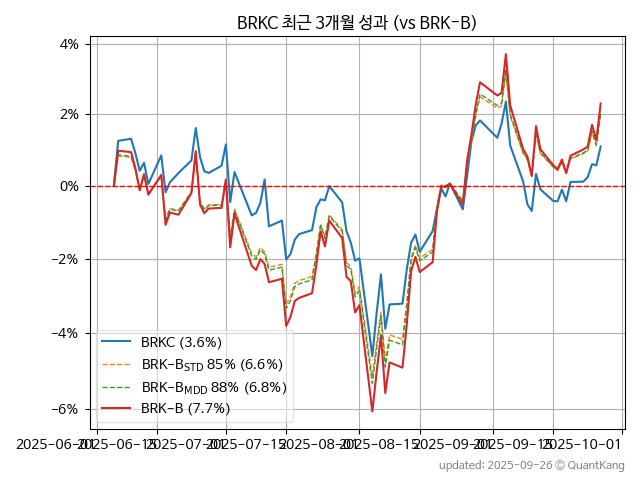 BRKC 최근 3개월 성과 (vs BRK-B)
4%
2%
0%
−2%
−4%
−6%
BRKC (3.6%)
BRK-BSTD 85% (6.6%)
BRK-BMDD 88% (6.8%)
BRK-B (7.7%)
2025-06-01 2025-06-15 2025-07-01 2025-07-15 2025-08-01 2025-08-15 2025-09-01 2025-09-15 2025-10-01
updated: 2025-09-26 © QuantKang